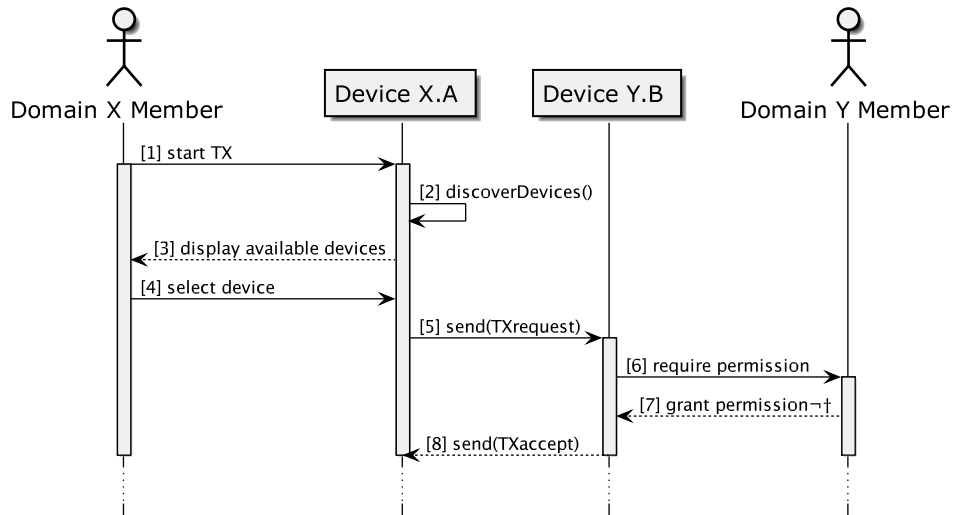 Domain X Member
Device X.A
Device Y.B
Domain Y Member
[1] start TX
[2] discoverDevices()
[3] display available devices
[4] select device
[5] send(TXrequest)
[6] require permission
[7] grant permission¬†
[8] send(TXaccept)